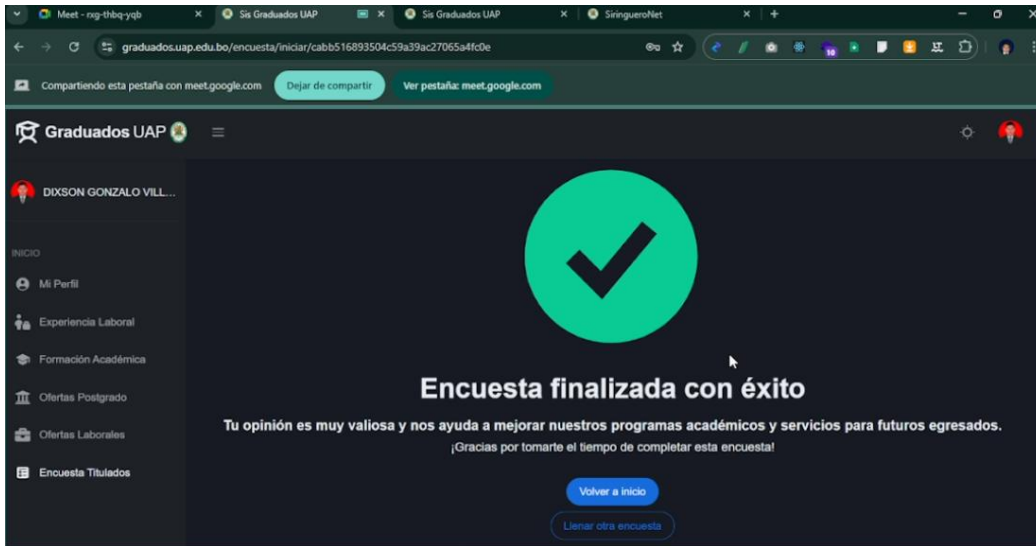 Meet - rxg-thbq-yqb
Sis Graduados UAP
Sis Graduados UAP
SiringueroNet
graduados.uap.edu.bo/encuesta/iniciar/cabb516893504c59a39ac27065a4fc0e
10
Compartiendo esta pestaña con meet.google.com
Dejar de compartir
Ver pestaña: meet.google.com
Graduados UAP
DIXSON GONZALO VILL...
INICIO
Mi Perfil
Experiencia Laboral
Formación Académica
Ofertas Postgrado
Ofertas Laborales
Encuesta Titulados
Encuesta finalizada con éxito
Tu opinión es muy valiosa y nos ayuda a mejorar nuestros programas académicos y servicios para futuros egresados.
¡Gracias por tomarte el tiempo de completar esta encuesta!
Volver a inicio
Llenar otra encuesta